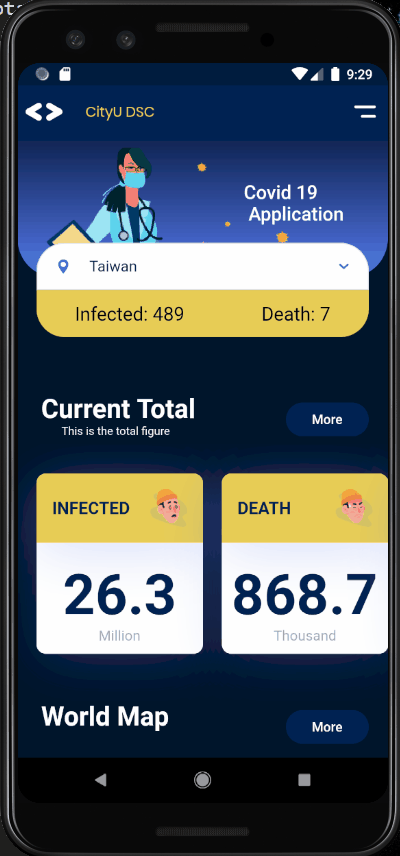 9:29
CityU DSC
Covid 19
Application
Taiwan
Infected: 489 Death: 7
Current Total
This is the total figure
More
INFECTED
26.3
Million
DEATH
868.7
Thousand
World Map
More